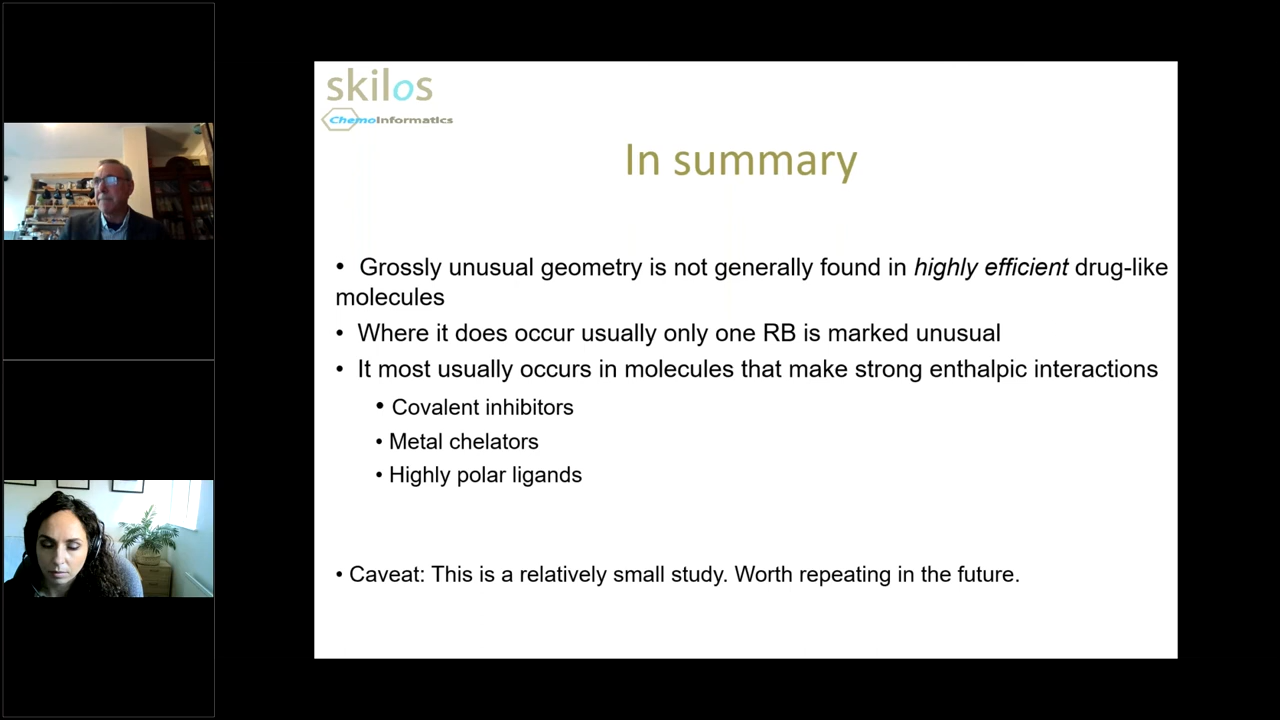 skilos
ChemoInformatics
In summary
• Grossly unusual geometry is not generally found in highly efficient drug-like
molecules
• Where it does occur usually only one RB is marked unusual
• It most usually occurs in molecules that make strong enthalpic interactions
• Covalent inhibitors
• Metal chelators
• Highly polar ligands
• Caveat: This is a relatively small study. Worth repeating in the future.